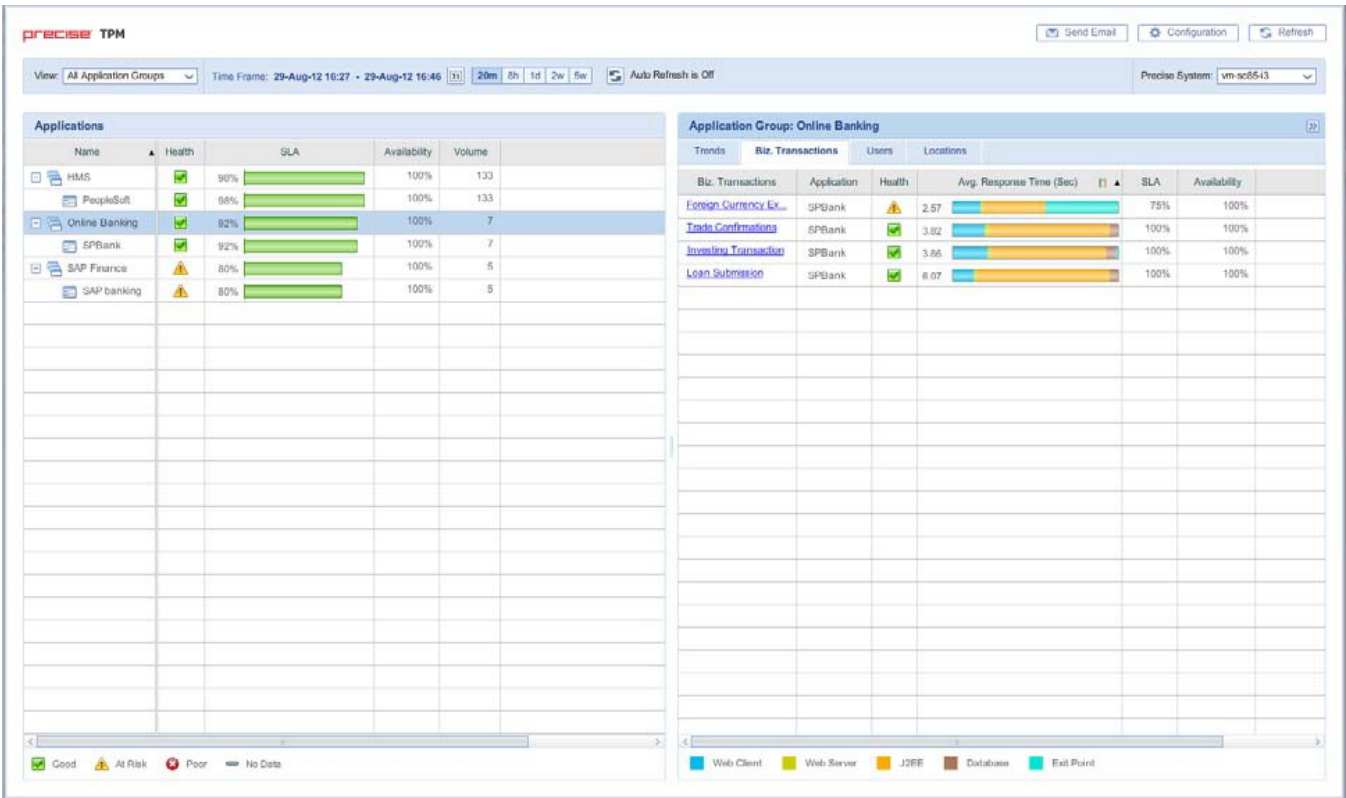 precise TPM
Send Email
Configuration
Refresh
View: All Application Groups
Time Frame: 29-Aug-12 16:27 - 29-Aug-12 16:46
20m 8h 1d 2w 5w
Auto Refresh is Off
Precise System: vm-sc85-i3
Applications
Name Health SLA Availability Volume
HMS 98% 100% 133
PeopleSoft 98% 100% 133
Online Banking 92% 100% 7
SPBank 92% 100% 7
SAP Finance 80% 100% 5
SAP banking 80% 100% 5
Good At Risk Poor No Data
Application Group: Online Banking
Trends Biz. Transactions Users Locations
Biz. Transactions Application Health Avg. Response Time (Sec) SLA Availability
Foreign Currency Ex... SPBank 2.57 75% 100%
Trade Confirmations SPBank 3.82 100% 100%
Investing Transaction SPBank 3.86 100% 100%
Loan Submission SPBank 100% 100%
Web Client Web Server J2EE Database Exit Point